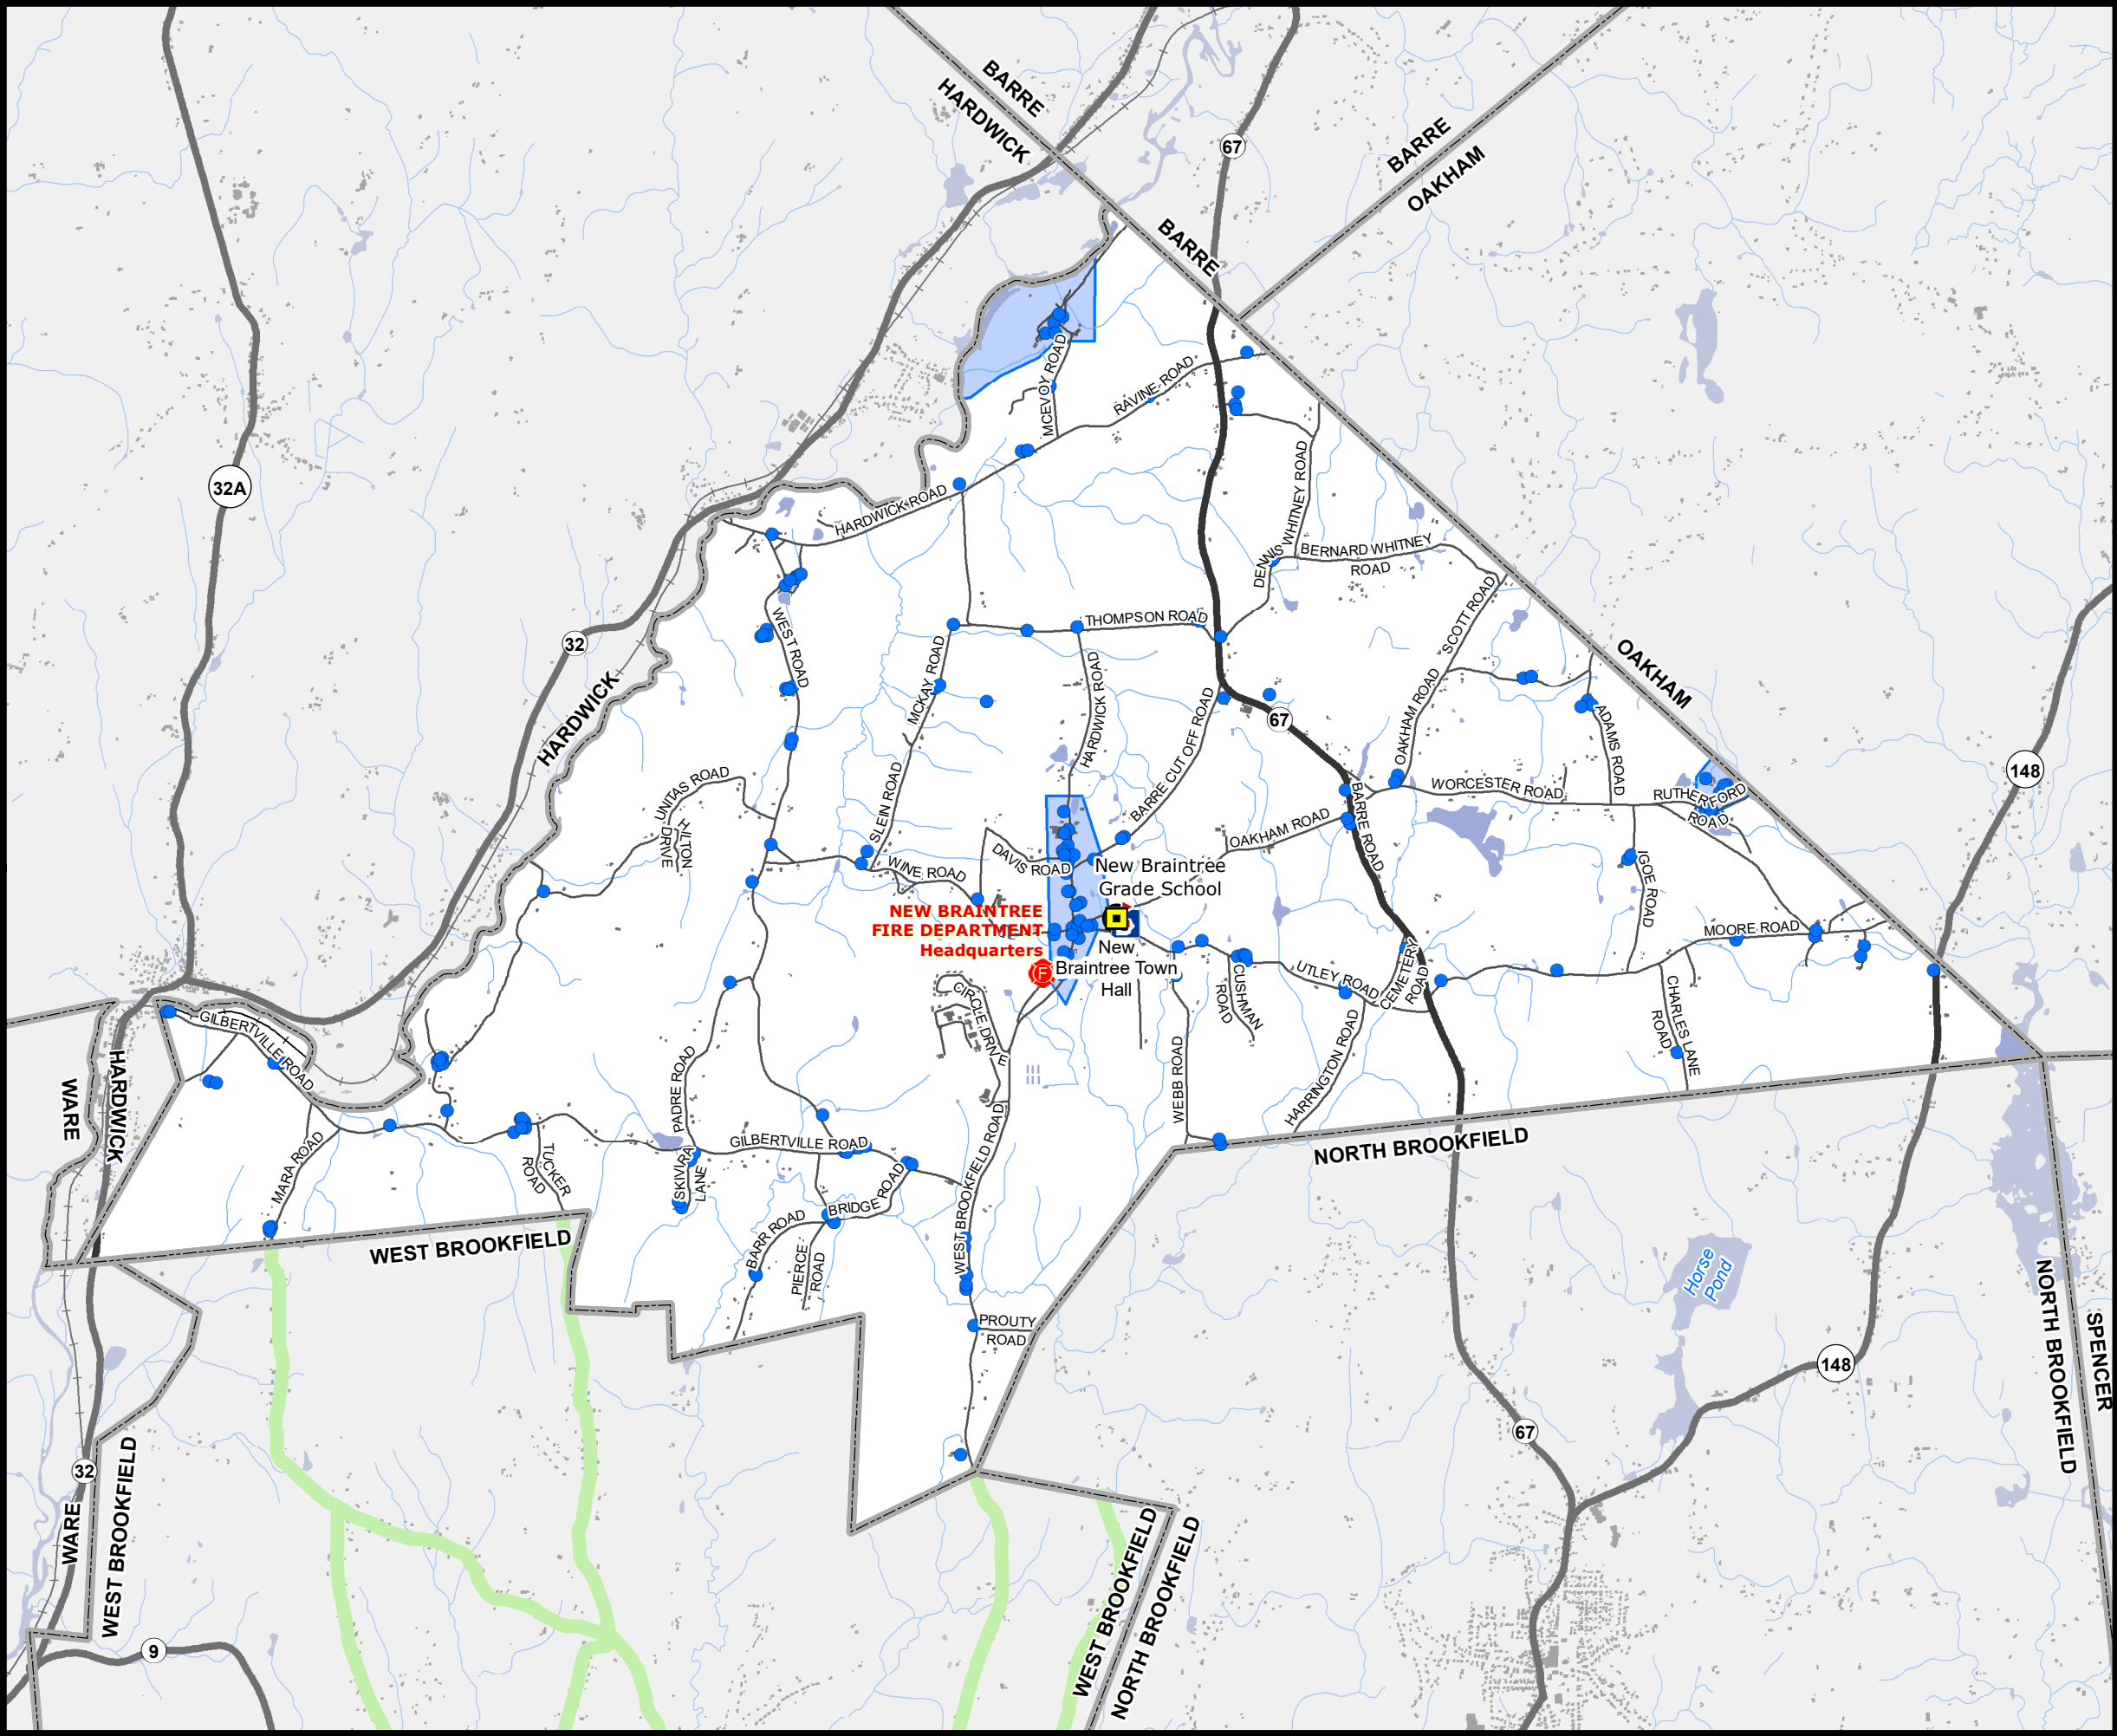 BARRE
HARDWICK
67
BARRE
OAKHAM
BARRE
32A
MCEVOY ROAD
RAVINE ROAD
HARDWICK ROAD
DENNIS WHITNEY ROAD
BERNARD WHITNEY
ROAD
32
HARDWICK
WEST ROAD
THOMPSON ROAD
SCOTT ROAD
OAKHAM
MCKAY ROAD
HARDWICK ROAD
OAKHAM ROAD
67
ADAMS ROAD
148
BARRE CUT OFF ROAD
UNITAS ROAD
HILTON
DRIVE
SLEIN ROAD
WORCESTER ROAD
RUTHERFORD
ROAD
BARRE ROAD
OAKHAM ROAD
DAVIS ROAD
WINE ROAD
IGOE ROAD
New Braintree
Grade School
NEW BRAINTREE
FIRE DEPARTMENT
Headquarters
F
New
Braintree Town
Hall
MOORE ROAD
CEMETERY
ROAD
UTLEY ROAD
CUSHMAN
ROAD
CIRCLE DRIVE
CHARLES LANE
ROAD
GILBERTVILLE ROAD
HARDWICK
WARE
PADRE ROAD
WEBB ROAD
HARRINGTON ROAD
MARA ROAD
TUCKER
ROAD
GILBERTVILLE ROAD
SKIVIRA
LANE
NORTH BROOKFIELD
WEST BROOKFIELD ROAD
BRIDGE ROAD
BARR ROAD
PIERCE
ROAD
WEST BROOKFIELD
Horse
Pond
NORTH BROOKFIELD
SPENCER
PROUTY
ROAD
148
67
32
WARE
WEST BROOKFIELD
WEST BROOKFIELD
NORTH BROOKFIELD
9